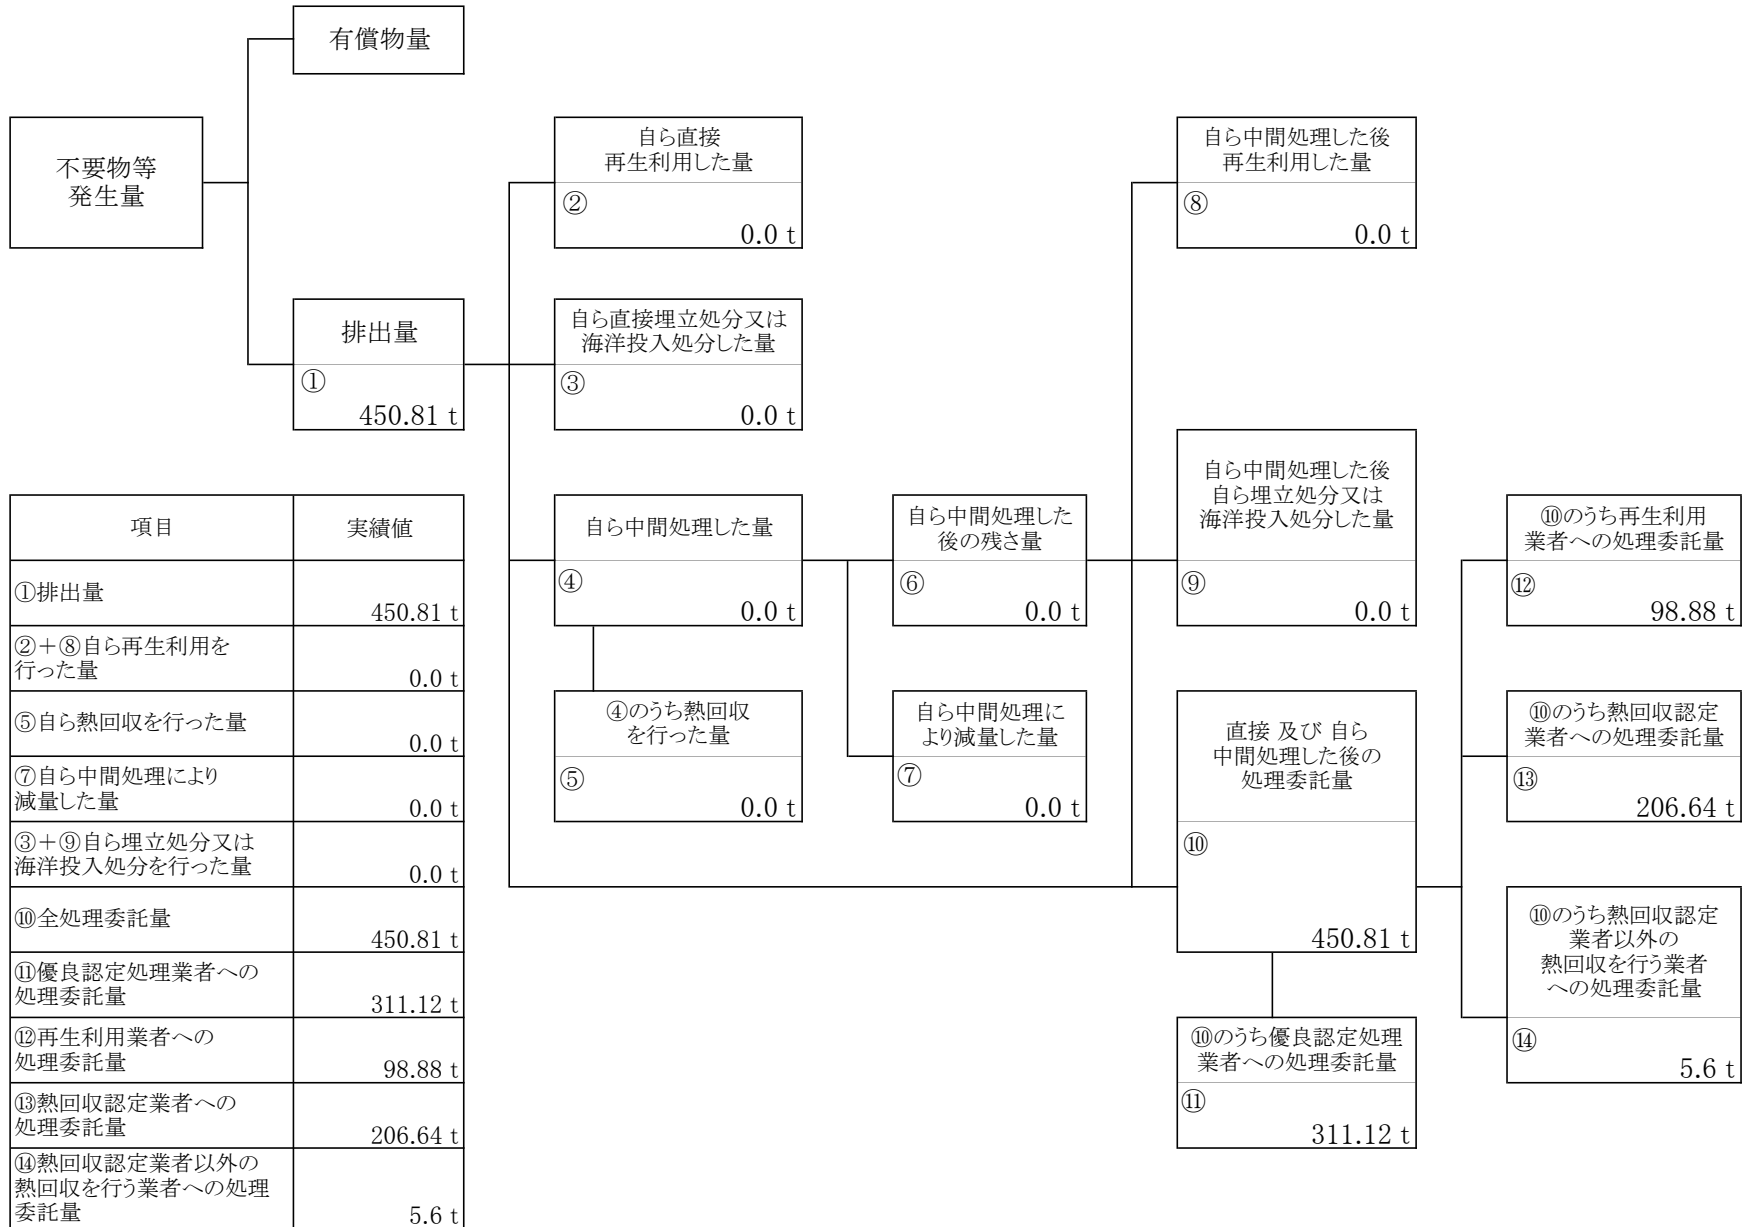 有償物量
不要物等
発生量
自ら直接
再生利用した量
②
0.0 t
自ら中間処理した後
再生利用した量
⑧
0.0 t
排出量
①
450.81 t
自ら直接埋立処分又は
海洋投入処分した量
③
0.0 t
自ら中間処理した量
④
0.0 t
自ら中間処理した
後の残さ量
⑥
0.0 t
自ら中間処理した後
自ら埋立処分又は
海洋投入処分した量
⑨
0.0 t
⑩のうち再生利用
業者への処理委託量
⑫
98.88 t
④のうち熱回収
を行った量
⑤
0.0 t
自ら中間処理に
より減量した量
⑦
0.0 t
直接 及び 自ら
中間処理した後の
処理委託量
⑩
450.81 t
⑩のうち熱回収認定
業者への処理委託量
⑬
206.64 t
⑩のうち熱回収認定
業者以外の
熱回収を行う業者
への処理委託量
⑭
5.6 t
⑩のうち優良認定処理
業者への処理委託量
⑪
311.12 t
項目 実績値
①排出量
450.81 t
②+⑧自ら再生利用を
行った量
0.0 t
⑤自ら熱回収を行った量
0.0 t
⑦自ら中間処理により
減量した量
0.0 t
③+⑨自ら埋立処分又は
海洋投入処分を行った量
0.0 t
⑩全処理委託量
450.81 t
⑪優良認定処理業者への
処理委託量
311.12 t
⑫再生利用業者への
処理委託量
98.88 t
⑬熱回収認定業者への
処理委託量
206.64 t
⑭熱回収認定業者以外の
熱回収を行う業者への処理
委託量
5.6 t